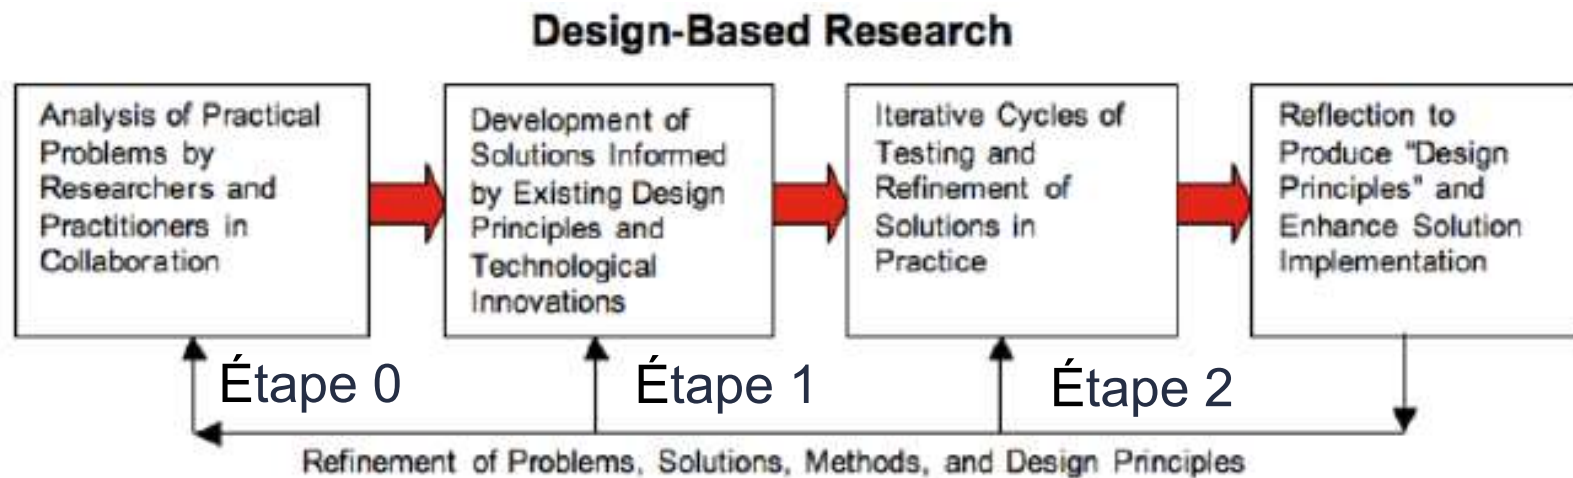 Design-Based Research
Analysis of Practical
Problems by
Researchers and
Practitioners in
Collaboration
Development of
Solutions Informed
by Existing Design
Principles and
Technological
Innovations
Iterative Cycles of
Testing and
Refinement of
Solutions in
Practice
Reflection to
Produce "Design
Principles" and
Enhance Solution
Implementation
Étape 0
Étape 1
Étape 2
Refinement of Problems, Solutions, Methods, and Design Principles